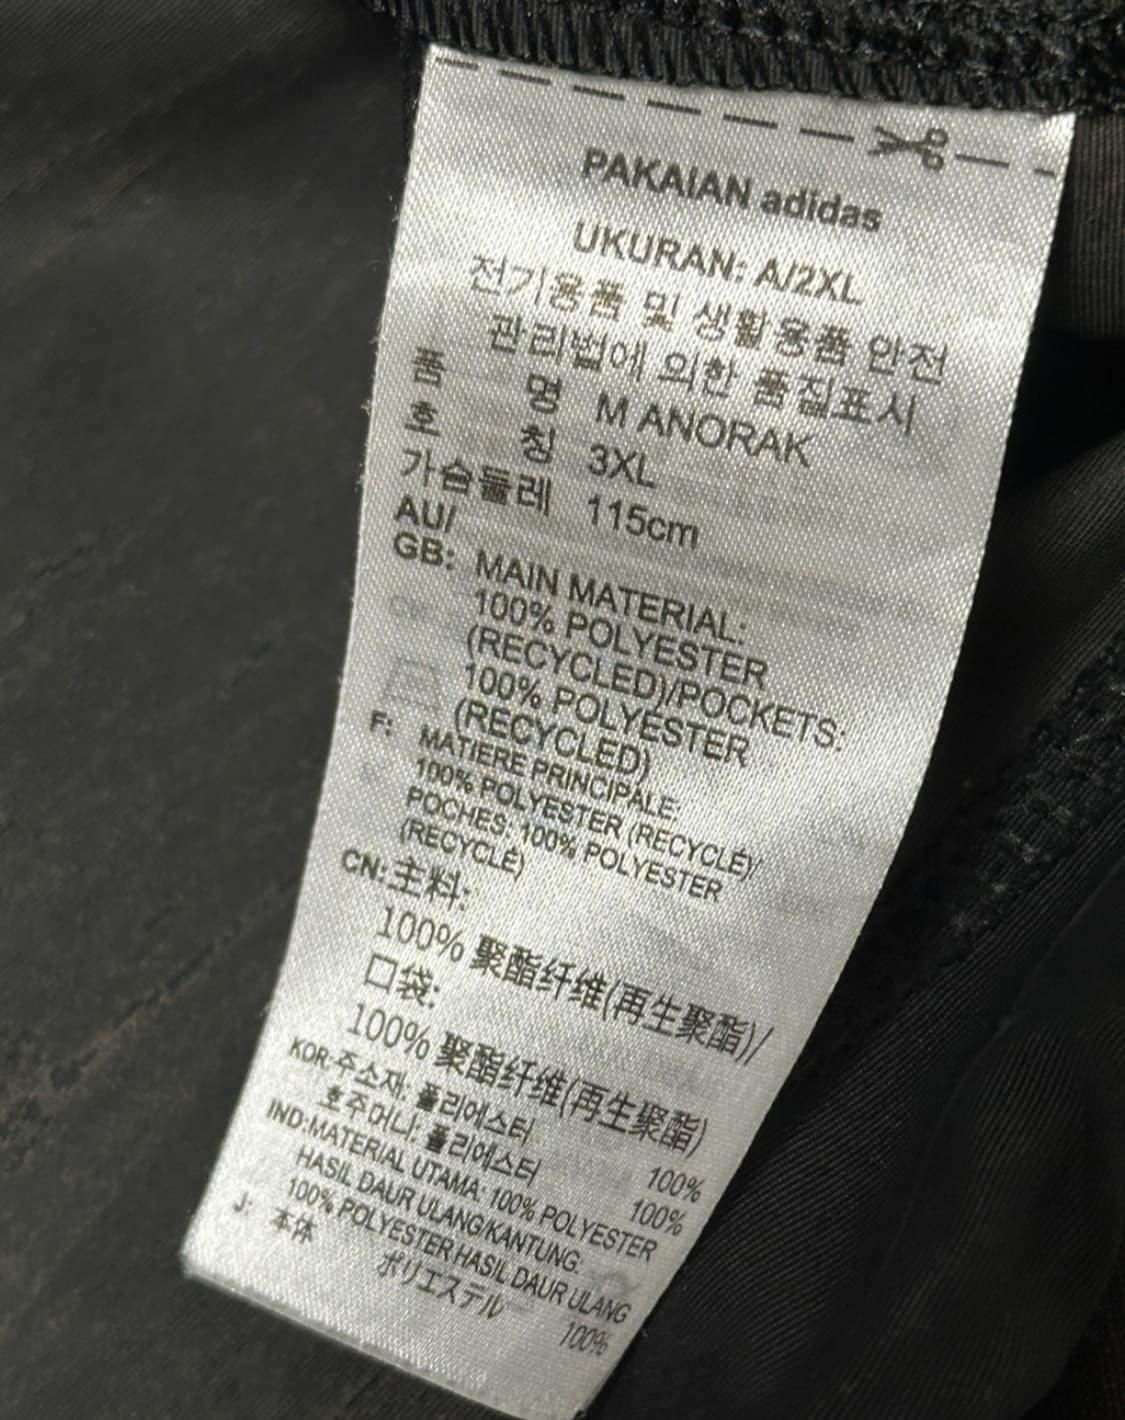 PAKAIAN adidas
UKURAN: A/2XL
전기용품 및 생활용품 안전
관리법에 의한 품질표시
품 명 M ANORAK
호 칭 3XL
가슴둘레 115cm
AU/
GB: MAIN MATERIAL:
100% POLYESTER
(RECYCLED)/POCKETS:
100% POLYESTER
(RECYCLED)
F: MATIERE PRINCIPALE:
100% POLYESTER (RECYCLÉ)/
POCHES: 100% POLYESTER
(RECYCLÉ)
CN: 主料:
100% 聚酯纤维(再生聚酯)/
口袋:
100% 聚酯纤维(再生聚酯)
KOR: 주소재: 폴리에스터 100%
호주머니: 폴리에스터 100%
IND: MATERIAL UTAMA: 100% POLYESTER
HASIL DAUR ULANG/KANTUNG:
100% POLYESTER HASIL DAUR ULANG
J: 本体
ポリエステル 100%